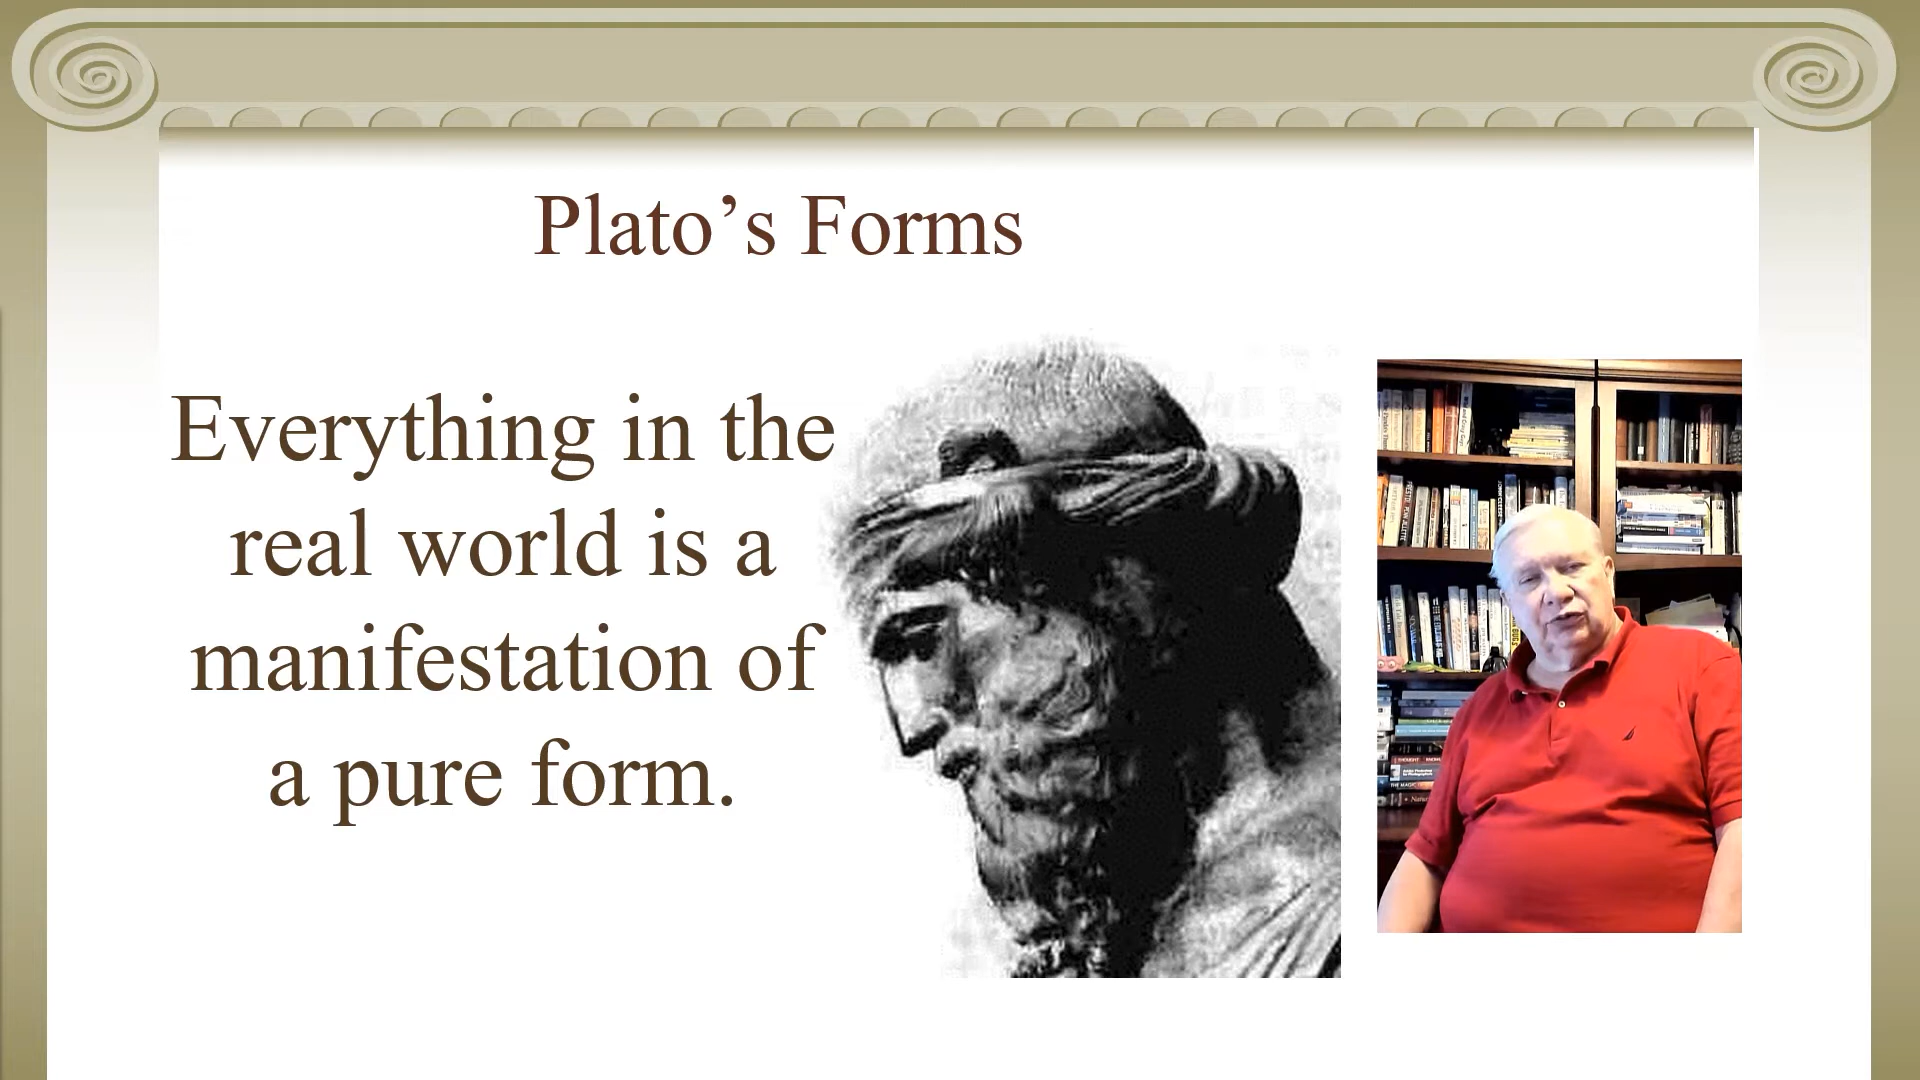 Plato’s Forms
Everything in the
real world is a
manifestation of
a pure form.